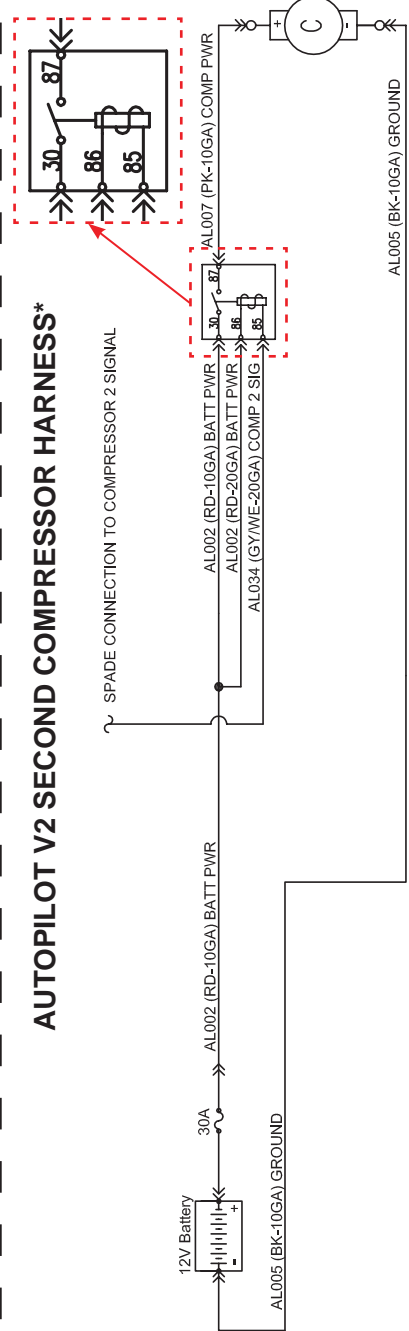 AUTOPILOT V2 SECOND COMPRESSOR HARNESS*
87
30
86
85
SPADE CONNECTION TO COMPRESSOR 2 SIGNAL
12V Battery
- +
30A
AL002 (RD-10GA) BATT PWR
AL002 (RD-10GA) BATT PWR
AL002 (RD-20GA) BATT PWR
AL034 (GY/WE-20GA) COMP 2 SIG
30
87
86
85
AL007 (PK-10GA) COMP PWR
+ C -
AL005 (BK-10GA) GROUND
AL005 (BK-10GA) GROUND